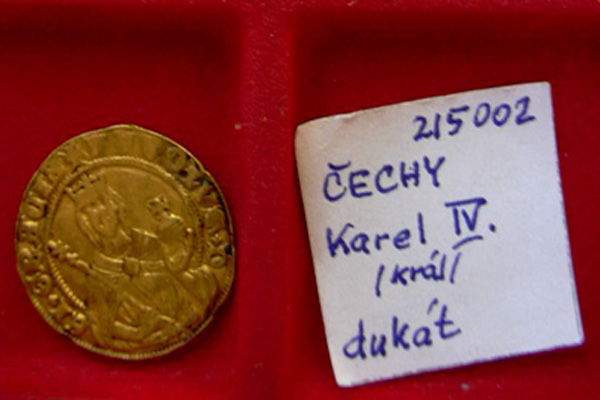 215002
ČECHY
Karel IV.
/král/
dukát